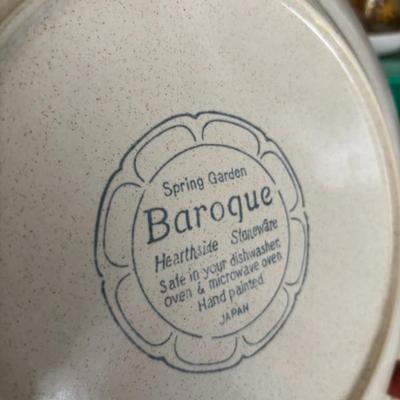 Spring Garden
Baroque
Hearthside Stoneware
Safe in your dishwasher,
oven & microwave oven
Hand painted.
JAPAN